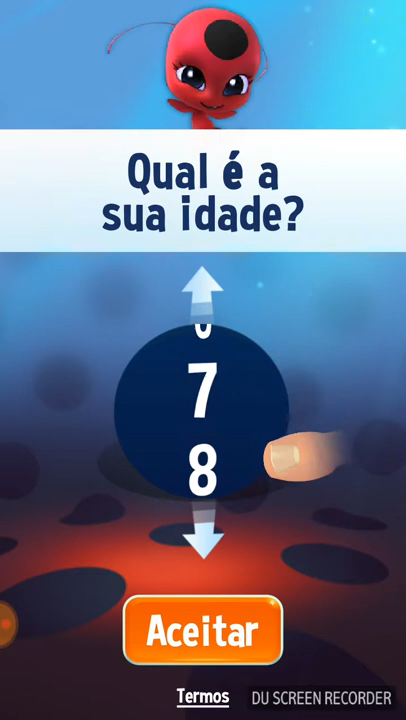 Qual é a
sua idade?
7
8
Aceitar
Termos
DU SCREEN RECORDER